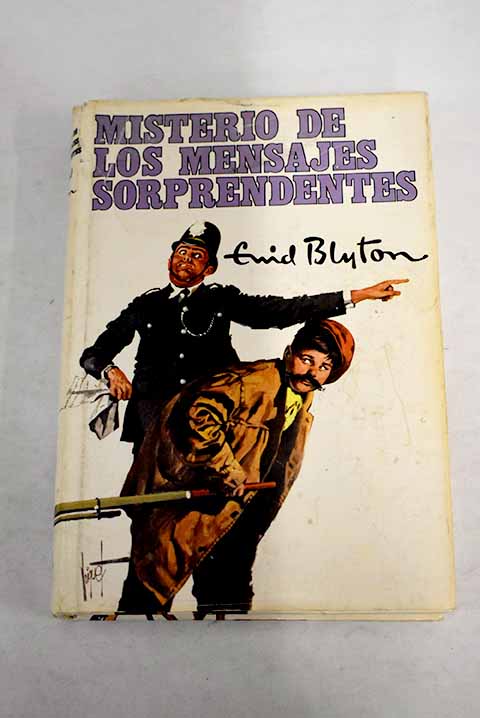 MISTERIO DE
LOS MENSAJES
SORPRENDENTES
Enid Blyton